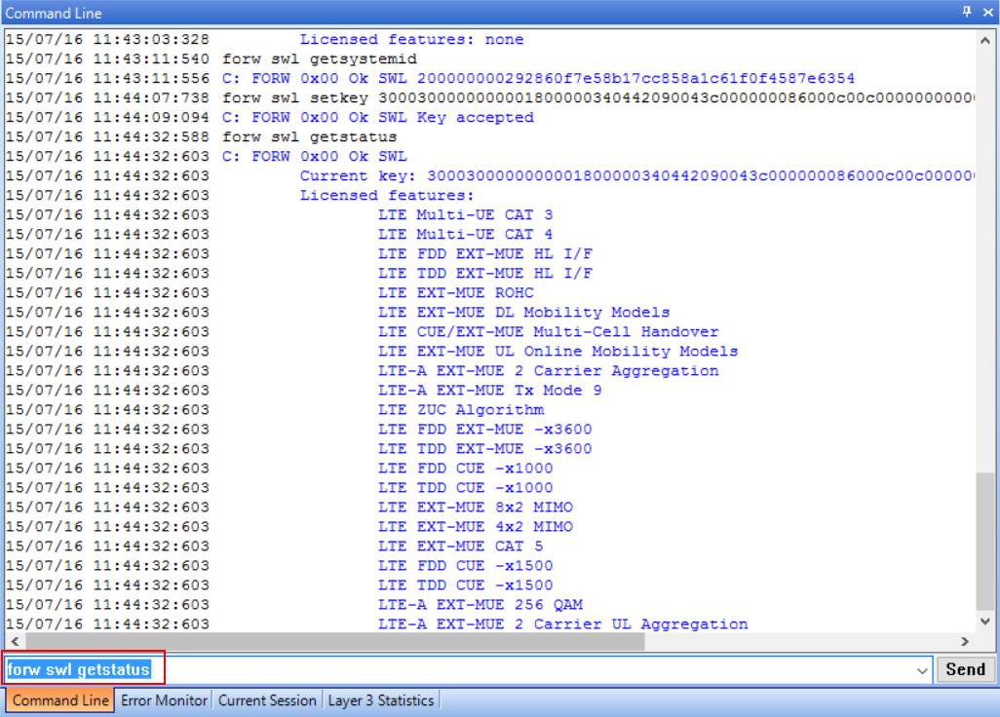 Command Line
15/07/16 11:43:03:328 Licensed features: none
15/07/16 11:43:11:540 forw swl getsystemid
15/07/16 11:43:11:556 C: FORW 0x00 Ok SWL 200000000292860f7e58b17cc858a1c61f0f4587e6354
15/07/16 11:44:07:738 forw swl setkey 30003000000000018000003404420900​43c000000086000c00c0000000000
15/07/16 11:44:09:094 C: FORW 0x00 Ok SWL Key accepted
15/07/16 11:44:32:588 forw swl getstatus
15/07/16 11:44:32:603 C: FORW 0x00 Ok SWL
15/07/16 11:44:32:603 Current key: 3000300000000001800000340442090043c000000086000c00c00000
15/07/16 11:44:32:603 Licensed features:
15/07/16 11:44:32:603 LTE Multi-UE CAT 3
15/07/16 11:44:32:603 LTE Multi-UE CAT 4
15/07/16 11:44:32:603 LTE FDD EXT-MUE HL I/F
15/07/16 11:44:32:603 LTE TDD EXT-MUE HL I/F
15/07/16 11:44:32:603 LTE EXT-MUE ROHC
15/07/16 11:44:32:603 LTE EXT-MUE DL Mobility Models
15/07/16 11:44:32:603 LTE CUE/EXT-MUE Multi-Cell Handover
15/07/16 11:44:32:603 LTE EXT-MUE UL Online Mobility Models
15/07/16 11:44:32:603 LTE-A EXT-MUE 2 Carrier Aggregation
15/07/16 11:44:32:603 LTE-A EXT-MUE Tx Mode 9
15/07/16 11:44:32:603 LTE ZUC Algorithm
15/07/16 11:44:32:603 LTE FDD EXT-MUE -x3600
15/07/16 11:44:32:603 LTE TDD EXT-MUE -x3600
15/07/16 11:44:32:603 LTE FDD CUE -x1000
15/07/16 11:44:32:603 LTE TDD CUE -x1000
15/07/16 11:44:32:603 LTE EXT-MUE 8x2 MIMO
15/07/16 11:44:32:603 LTE EXT-MUE 4x2 MIMO
15/07/16 11:44:32:603 LTE EXT-MUE CAT 5
15/07/16 11:44:32:603 LTE FDD CUE -x1500
15/07/16 11:44:32:603 LTE TDD CUE -x1500
15/07/16 11:44:32:603 LTE-A EXT-MUE 256 QAM
15/07/16 11:44:32:603 LTE-A EXT-MUE 2 Carrier UL Aggregation
forw swl getstatus Send
Command Line Error Monitor Current Session Layer 3 Statistics